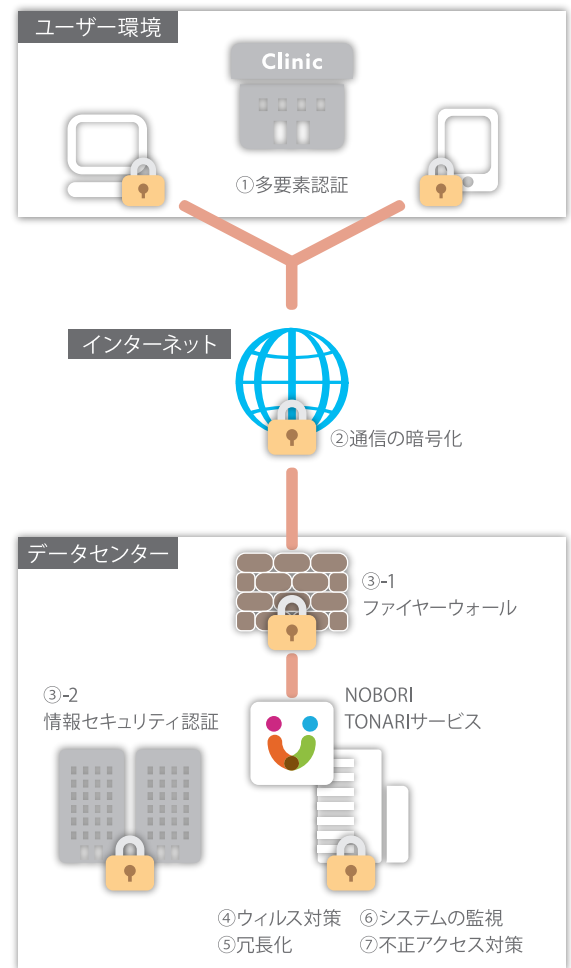 ユーザー環境
Clinic
①多要素認証
インターネット
②通信の暗号化
データセンター
③-1
ファイヤーウォール
③-2
情報セキュリティ認証
NOBORI
TONARIサービス
④ウィルス対策
⑤冗長化
⑥システムの監視
⑦不正アクセス対策